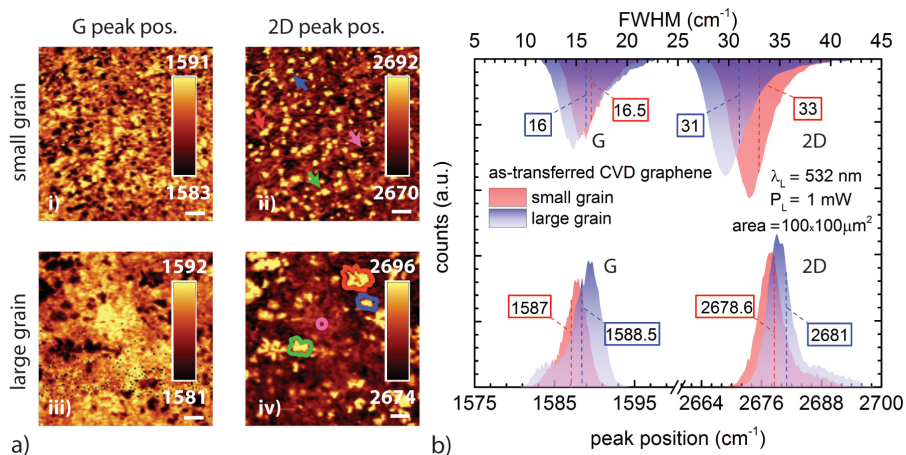 G peak pos.
2D peak pos.
small grain
1591
1583
i)
2692
2670
ii)
large grain
1592
1581
iii)
2696
2674
iv)
a)
FWHM (cm⁻¹)
5 10 15 20 25 30 35 40 45
16
16.5
G
31
33
2D
as-transferred CVD graphene
small grain
large grain
λL = 532 nm
PL = 1 mW
area =100×100μm²
counts (a.u.)
G
2D
1587
1588.5
2678.6
2681
1575 1585 1595 2664 2676 2688 2700
peak position (cm⁻¹)
b)